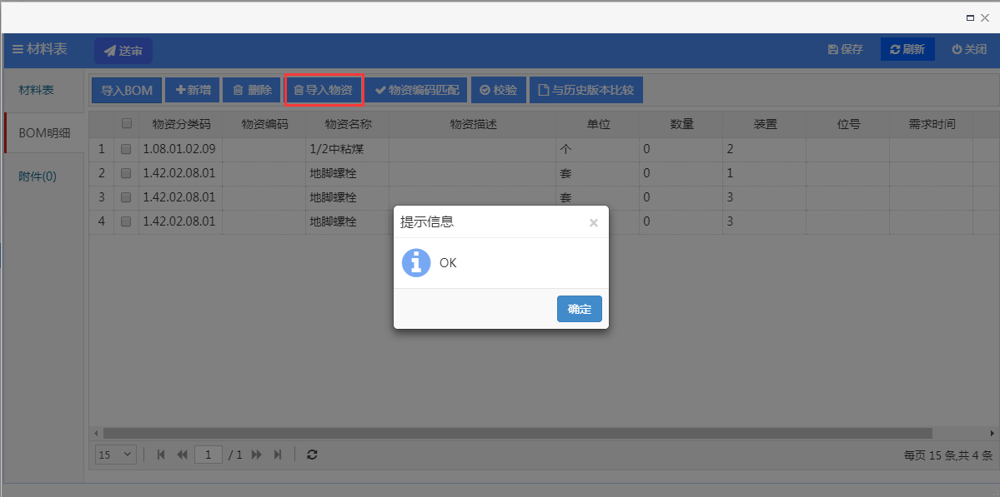 材料表 送审 保存 刷新 关闭
材料表
BOM明细
附件(0)
导入BOM 新增 删除 导入物资 物资编码匹配 校验 与历史版本比较
物资分类码 物资编码 物资名称 物资描述 单位 数量 装置 位号 需求时间
1 1.08.01.02.09 1/2中粘煤 个 0 2
2 1.42.02.08.01 地脚螺栓 套 0 1
3 1.42.02.08.01 地脚螺栓 套 0 3
4 1.42.02.08.01 地脚螺栓 0 3
提示信息 ×
OK
确定
15 1 / 1 每页 15 条,共 4 条